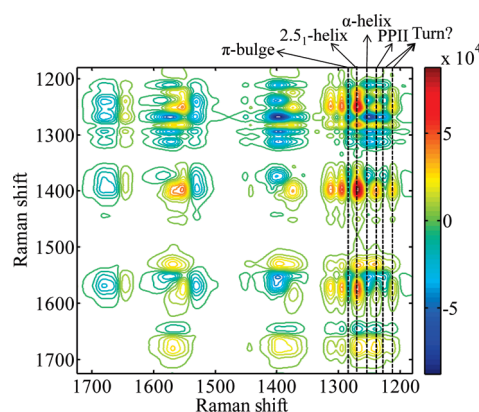 α-helix
2.5₁-helix PPII
π-bulge Turn?
x 10⁴
1200
1300
1400
1500
1600
1700
Raman shift
1700 1600 1500 1400 1300 1200
Raman shift
5
0
-5